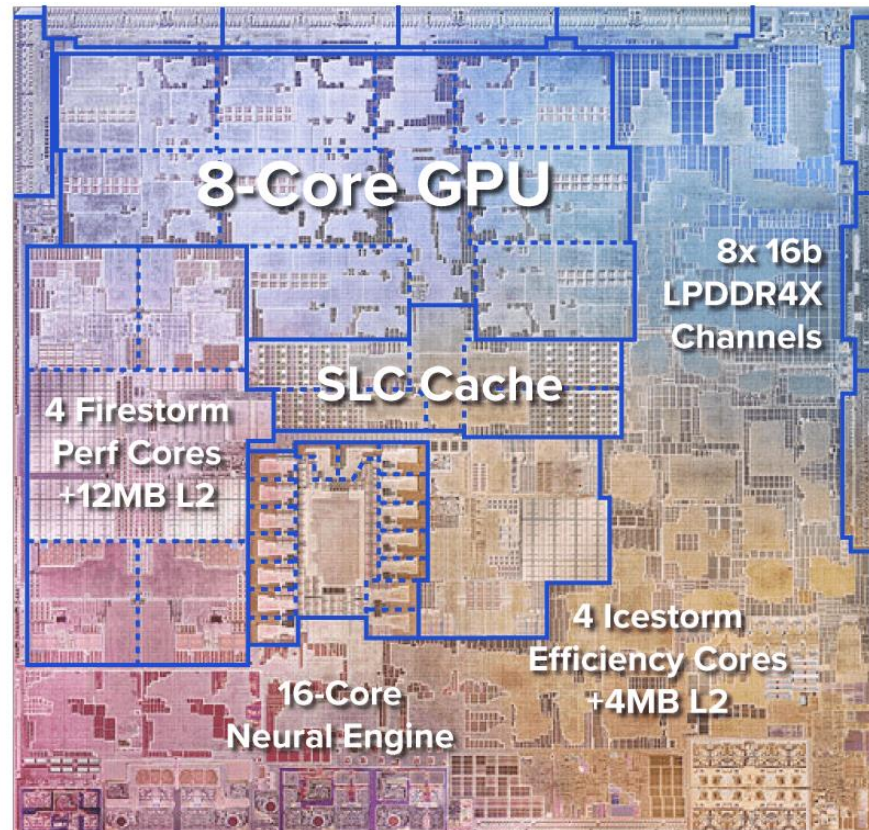 8-Core GPU
8x 16b
LPDDR4X
Channels
SLC Cache
4 Firestorm
Perf Cores
+12MB L2
4 Icestorm
Efficiency Cores
+4MB L2
16-Core
Neural Engine